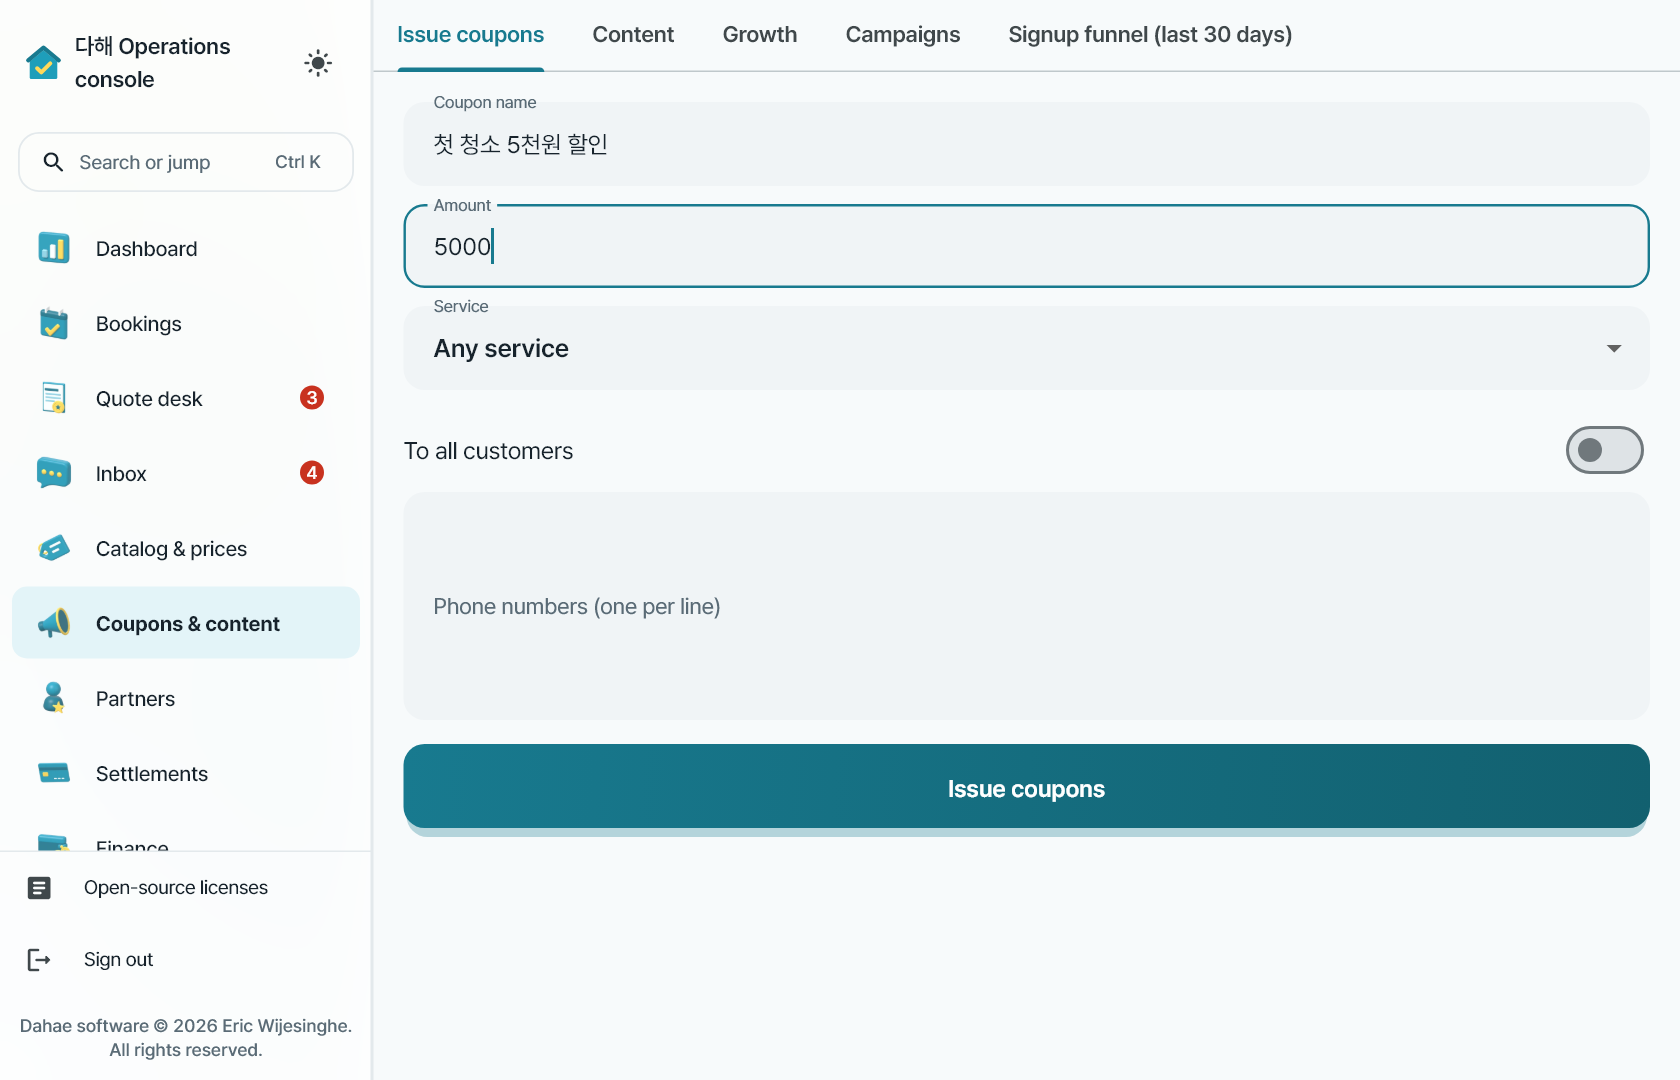 다해 Operations
console
Search or jump Ctrl K
Dashboard
Bookings
Quote desk 3
Inbox 4
Catalog & prices
Coupons & content
Partners
Settlements
Finance
Open-source licenses
Sign out
Dahae software © 2026 Eric Wijesinghe.
All rights reserved.
Issue coupons Content Growth Campaigns Signup funnel (last 30 days)
Coupon name
첫 청소 5천원 할인
Amount
5000
Service
Any service
To all customers
Phone numbers (one per line)
Issue coupons